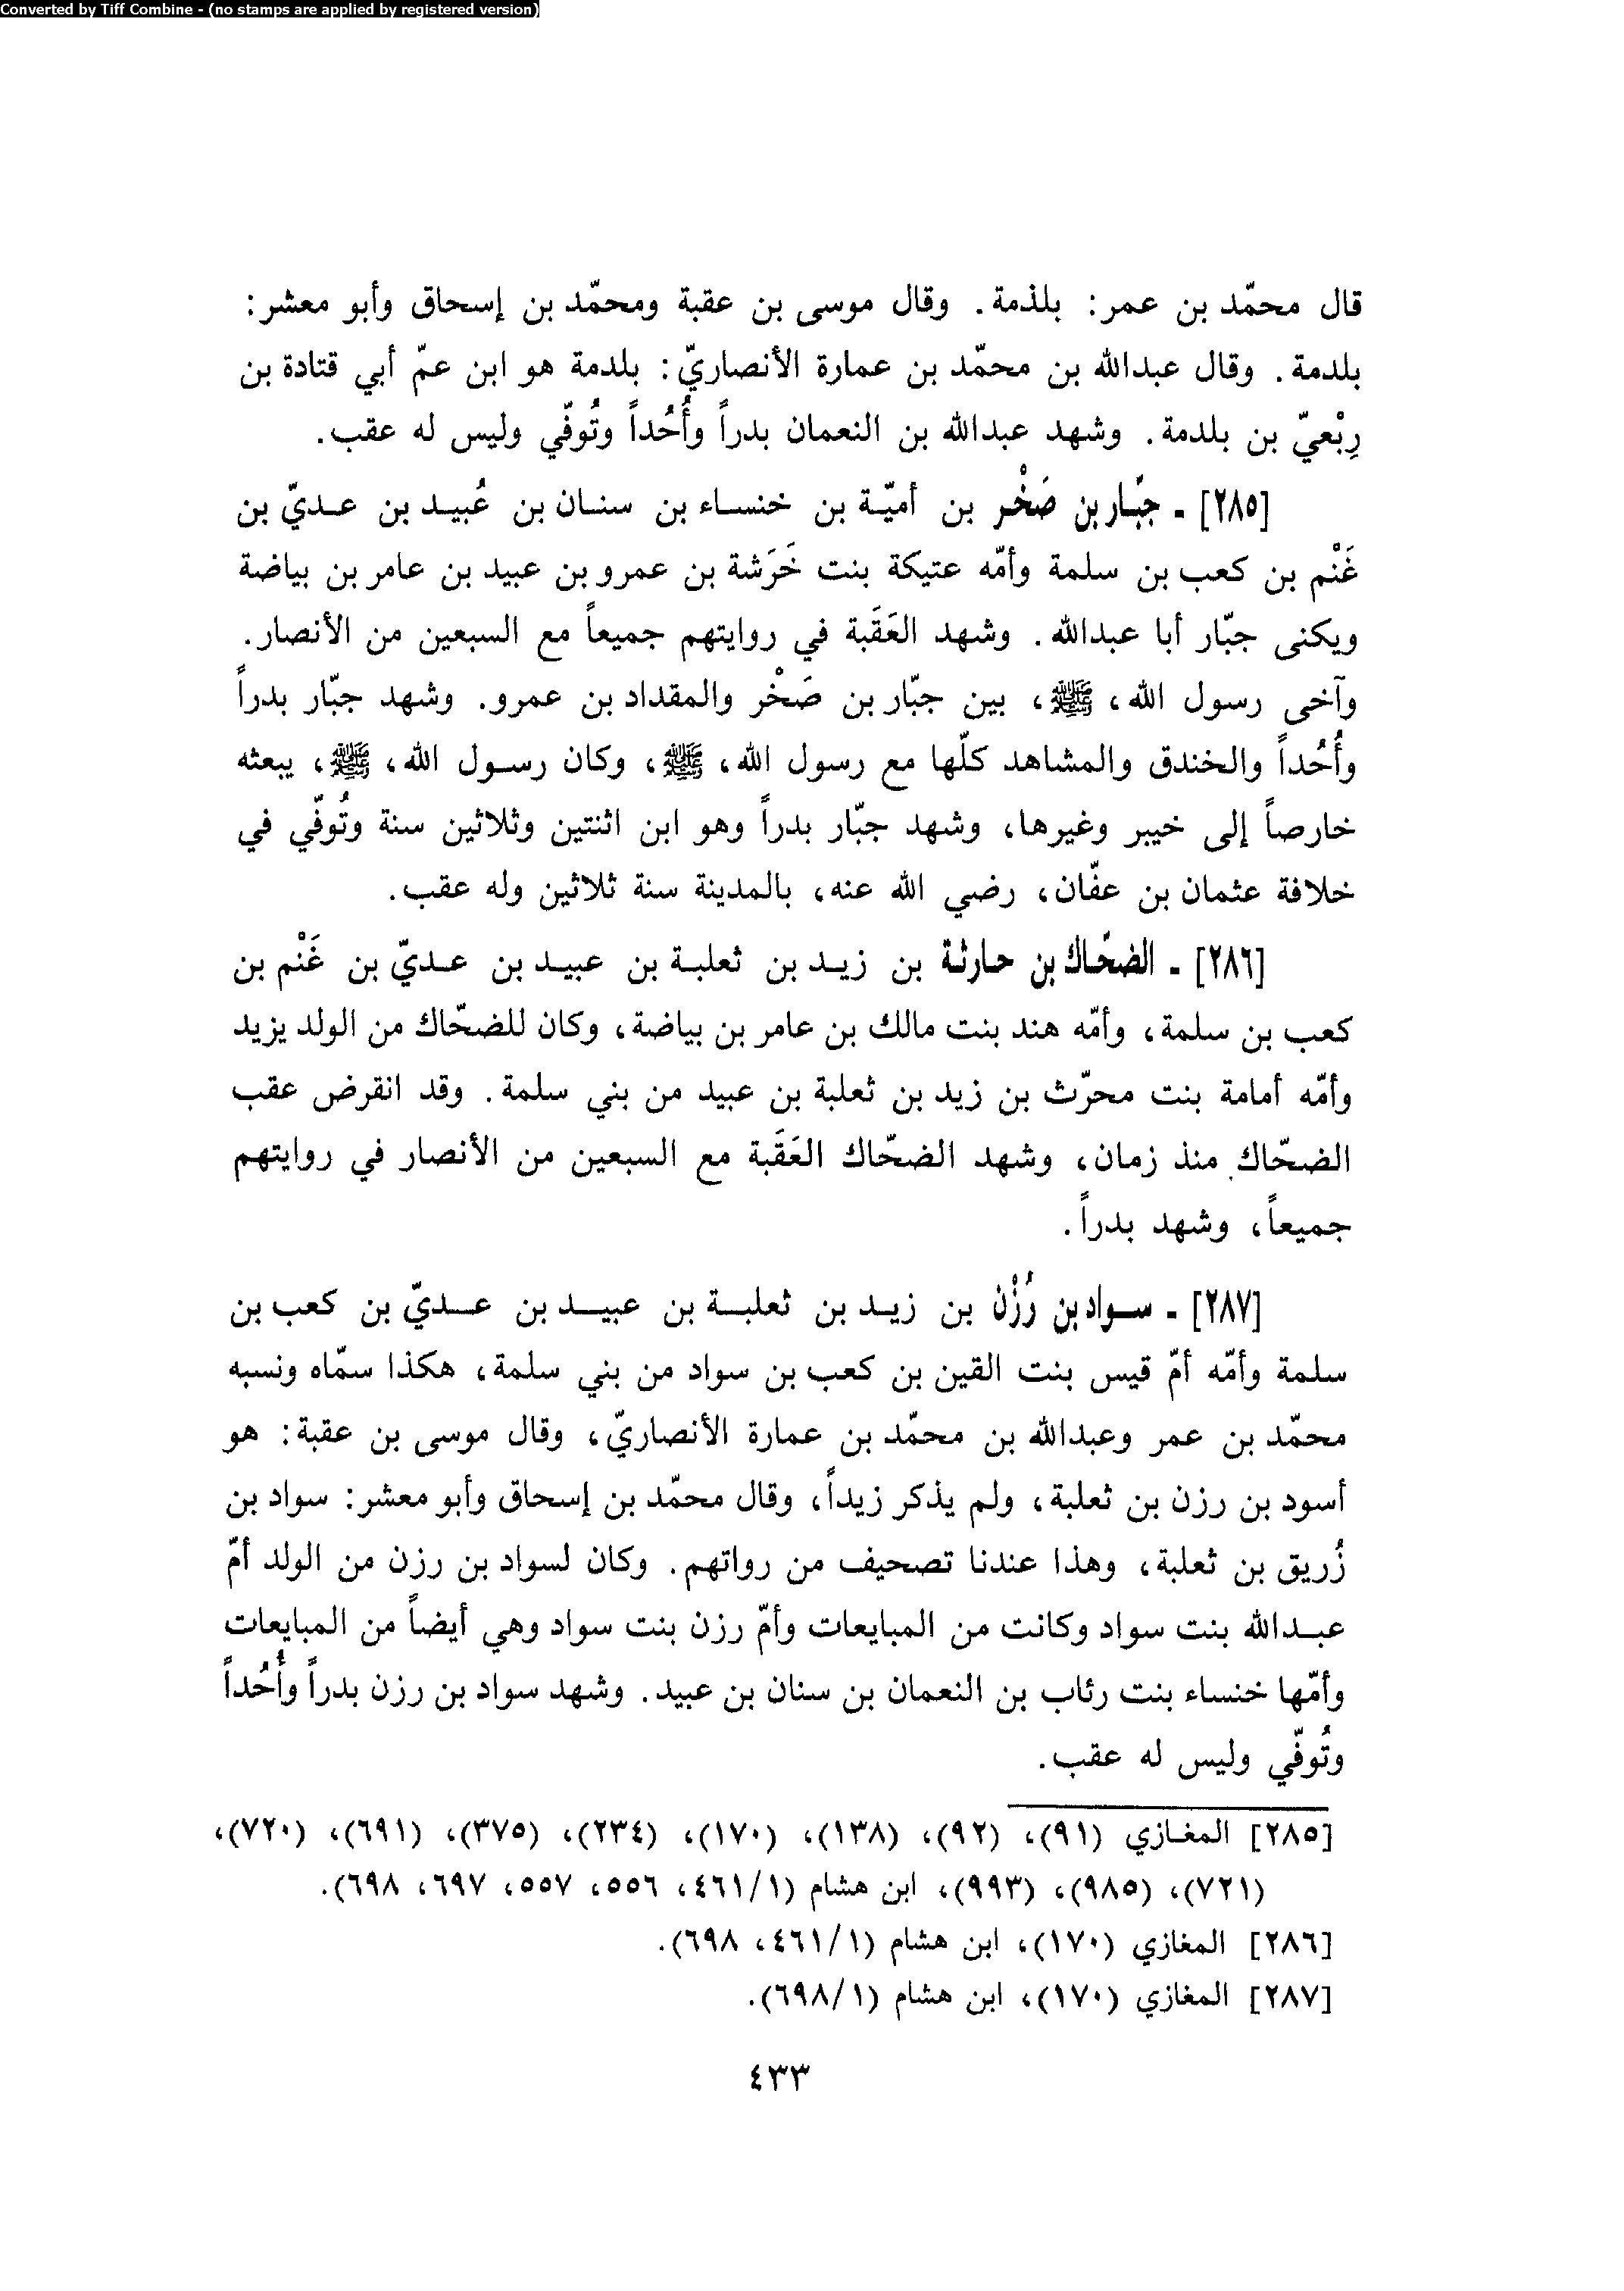 Converted by Tiff Combine - (no stamps are applied by registered version)
قال محمّد بن عمر: بلذمة. وقال موسى بن عقبة ومحمّد بن إسحاق وأبو معشر:
بلدمة. وقال عبدالله بن محمّد بن عمارة الأنصاريّ: بلدمة هو ابن عمّ أبي قتادة بن
رِبْعيّ بن بلدمة. وشهد عبدالله بن النعمان بدراً وأُحُداً وتُوفّي وليس له عقب.
[٢٨٥] ـ جبّار بن صَخْر بن أميّة بن خنساء بن سنان بن عُبيد بن عديّ بن
غَنْم بن كعب بن سلمة وأمّه عتيكة بنت خَرَشة بن عمرو بن عبيد بن عامر بن بياضة
ويكنى جبّار أبا عبدالله. وشهد العَقَبة في روايتهم جميعاً مع السبعين من الأنصار.
وآخى رسول الله، ﷺ، بين جبّار بن صَخْر والمقداد بن عمرو. وشهد جبّار بدراً
وأُحُداً والخندق والمشاهد كلّها مع رسول الله، ﷺ، وكان رسول الله، ﷺ، يبعثه
خارصاً إلى خيبر وغيرها، وشهد جبّار بدراً وهو ابن اثنتين وثلاثين سنة وتُوفّي في
خلافة عثمان بن عفّان، رضي الله عنه، بالمدينة سنة ثلاثين وله عقب.
[٢٨٦] ـ الضحّاك بن حارثة بن زيد بن ثعلبة بن عبيد بن عديّ بن غَنْم بن
كعب بن سلمة، وأمّه هند بنت مالك بن عامر بن بياضة، وكان للضحّاك من الولد يزيد
وأمّه أمامة بنت محرّث بن زيد بن ثعلبة بن عبيد من بني سلمة. وقد انقرض عقب
الضحّاك منذ زمان، وشهد الضحّاك العَقَبة مع السبعين من الأنصار في روايتهم
جميعاً، وشهد بدراً.
[٢٨٧] ـ سواد بن رُزْن بن زيد بن ثعلبة بن عبيد بن عديّ بن كعب بن
سلمة وأمّه أمّ قيس بنت القين بن كعب بن سواد من بني سلمة، هكذا سمّاه ونسبه
محمّد بن عمر وعبدالله بن محمّد بن عمارة الأنصاريّ، وقال موسى بن عقبة: هو
أسود بن رزن بن ثعلبة، ولم يذكر زيداً، وقال محمّد بن إسحاق وأبو معشر: سواد بن
زُريق بن ثعلبة، وهذا عندنا تصحيف من رواتهم. وكان لسواد بن رزن من الولد أمّ
عبدالله بنت سواد وكانت من المبايعات وأمّ رزن بنت سواد وهي أيضاً من المبايعات
وأمّها خنساء بنت رئاب بن النعمان بن سنان بن عبيد. وشهد سواد بن رزن بدراً وأُحُداً
وتُوفّي وليس له عقب.
[٢٨٥] المغازي (٩١)، (٩٢)، (١٣٨)، (١٧٠)، (٢٣٤)، (٣٧٥)، (٦٩١)، (٧٢٠)،
(٧٢١)، (٩٨٥)، (٩٩٣)، ابن هشام (٤٦١/١، ٥٥٦، ٥٥٧، ٦٩٧، ٦٩٨).
[٢٨٦] المغازي (١٧٠)، ابن هشام (٤٦١/١، ٦٩٨).
[٢٨٧] المغازي (١٧٠)، ابن هشام (٦٩٨/١).
٤٣٣